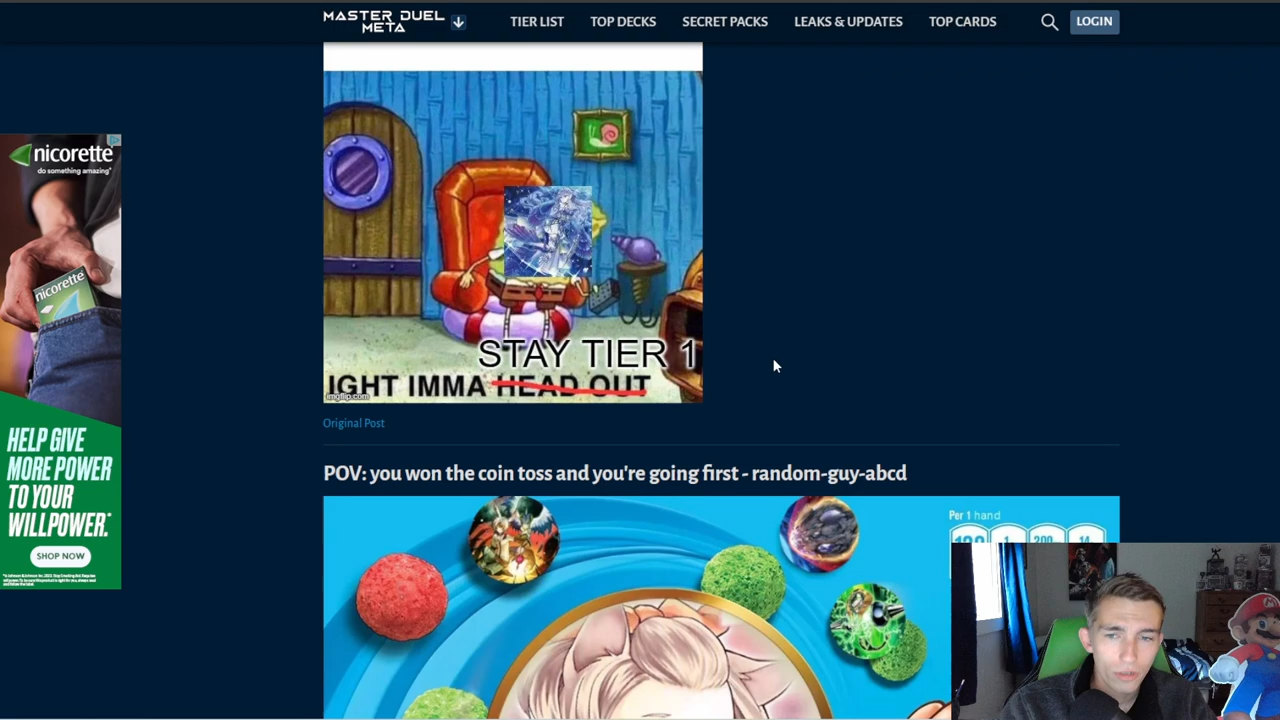 MASTER DUEL
META
TIER LIST
TOP DECKS
SECRET PACKS
LEAKS & UPDATES
TOP CARDS
LOGIN
nicorette
do something amazing*
nicorette
HELP GIVE
MORE POWER
TO YOUR
WILLPOWER.*
SHOP NOW
STAY TIER 1
IGHT IMMA HEAD OUT
imgflip.com
Original Post
POV: you won the coin toss and you're going first - random-guy-abcd
Per 1 hand